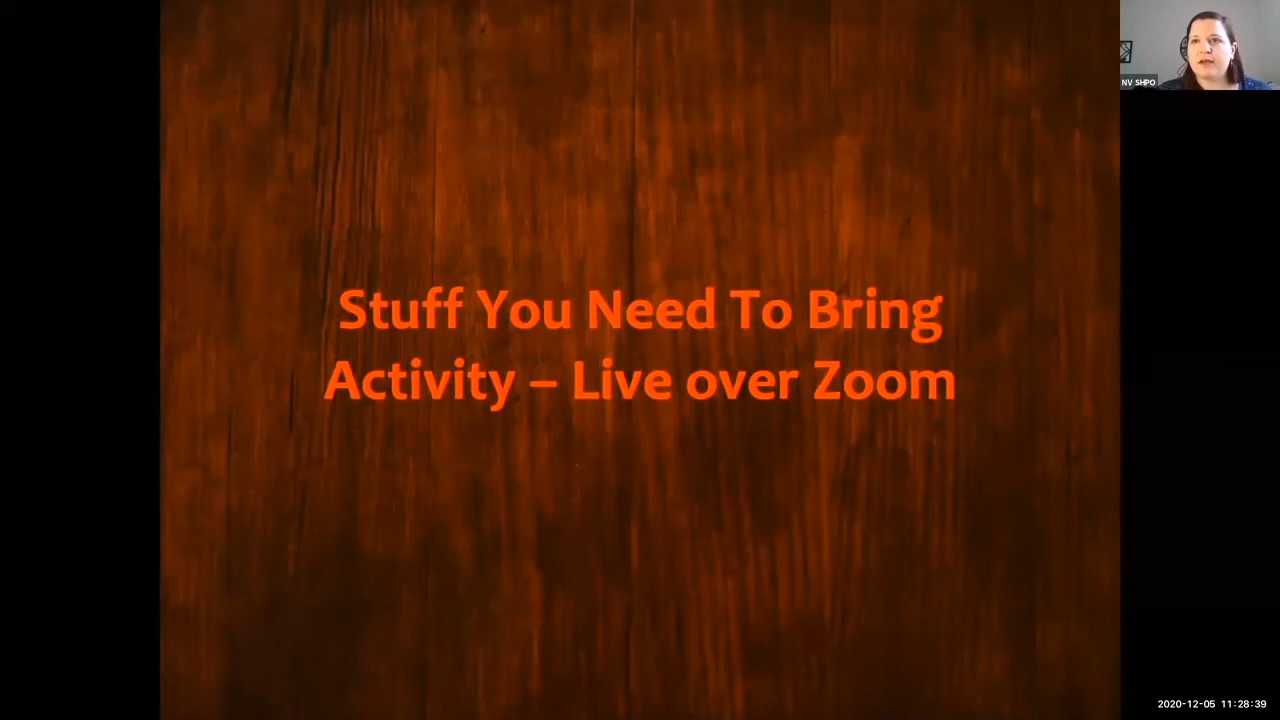 NV SHPO
Stuff You Need To Bring
Activity – Live over Zoom
2020-12-05 11:28:39